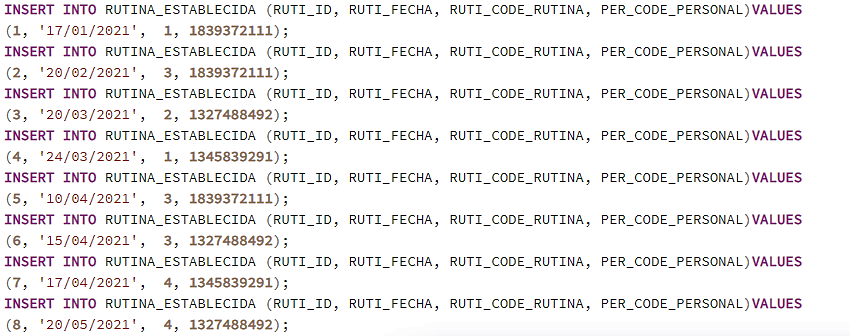 INSERT INTO RUTINA_ESTABLECIDA (RUTI_ID, RUTI_FECHA, RUTI_CODE_RUTINA, PER_CODE_PERSONAL)VALUES
(1, '17/01/2021',  1, 1839372111);
INSERT INTO RUTINA_ESTABLECIDA (RUTI_ID, RUTI_FECHA, RUTI_CODE_RUTINA, PER_CODE_PERSONAL)VALUES
(2, '20/02/2021',  3, 1839372111);
INSERT INTO RUTINA_ESTABLECIDA (RUTI_ID, RUTI_FECHA, RUTI_CODE_RUTINA, PER_CODE_PERSONAL)VALUES
(3, '20/03/2021',  2, 1327488492);
INSERT INTO RUTINA_ESTABLECIDA (RUTI_ID, RUTI_FECHA, RUTI_CODE_RUTINA, PER_CODE_PERSONAL)VALUES
(4, '24/03/2021',  1, 1345839291);
INSERT INTO RUTINA_ESTABLECIDA (RUTI_ID, RUTI_FECHA, RUTI_CODE_RUTINA, PER_CODE_PERSONAL)VALUES
(5, '10/04/2021',  3, 1839372111);
INSERT INTO RUTINA_ESTABLECIDA (RUTI_ID, RUTI_FECHA, RUTI_CODE_RUTINA, PER_CODE_PERSONAL)VALUES
(6, '15/04/2021',  3, 1327488492);
INSERT INTO RUTINA_ESTABLECIDA (RUTI_ID, RUTI_FECHA, RUTI_CODE_RUTINA, PER_CODE_PERSONAL)VALUES
(7, '17/04/2021',  4, 1345839291);
INSERT INTO RUTINA_ESTABLECIDA (RUTI_ID, RUTI_FECHA, RUTI_CODE_RUTINA, PER_CODE_PERSONAL)VALUES
(8, '20/05/2021',  4, 1327488492);